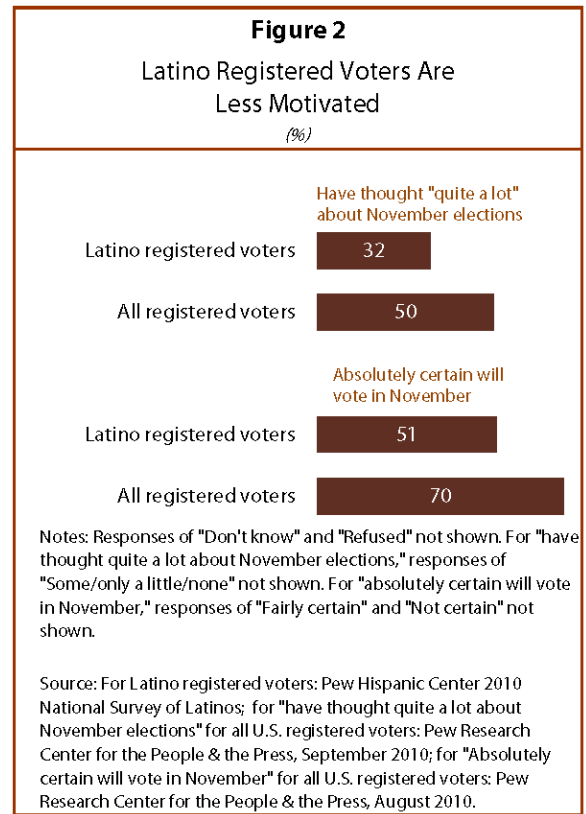 Figure 2
Latino Registered Voters Are
Less Motivated
(%)
Have thought "quite a lot"
about November elections
Latino registered voters 32
All registered voters 50
Absolutely certain will
vote in November
Latino registered voters 51
All registered voters 70
Notes: Responses of "Don't know" and "Refused" not shown. For "have
thought quite a lot about November elections," responses of
"Some/only a little/none" not shown. For "absolutely certain will vote
in November," responses of "Fairly certain" and "Not certain" not
shown.
Source: For Latino registered voters: Pew Hispanic Center 2010
National Survey of Latinos; for "have thought quite a lot about
November elections" for all U.S. registered voters: Pew Research
Center for the People & the Press, September 2010; for "Absolutely
certain will vote in November" for all U.S. registered voters: Pew
Research Center for the People & the Press, August 2010.